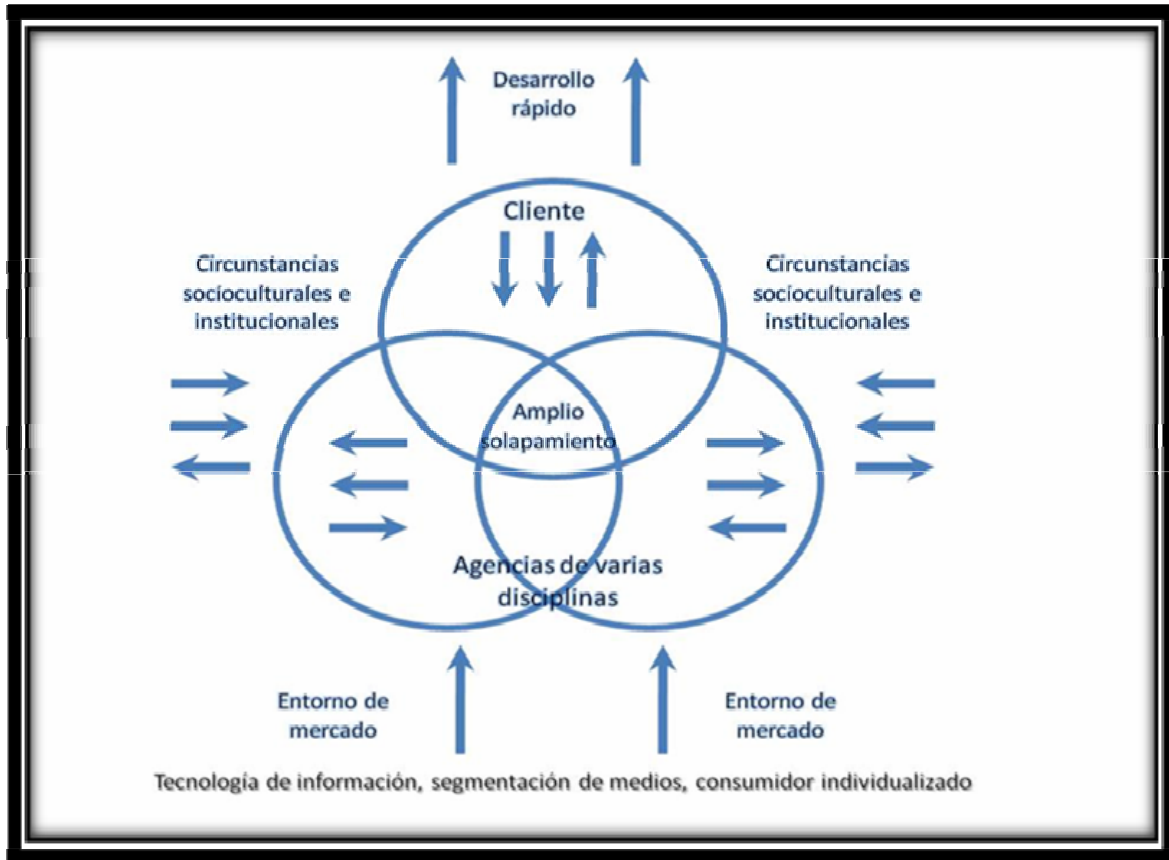 Desarrollo
rápido
Cliente
Circunstancias
socioculturales e
institucionales
Circunstancias
socioculturales e
institucionales
Amplio
solapamiento
Agencias de varias
disciplinas
Entorno de
mercado
Entorno de
mercado
Tecnología de información, segmentación de medios, consumidor individualizado